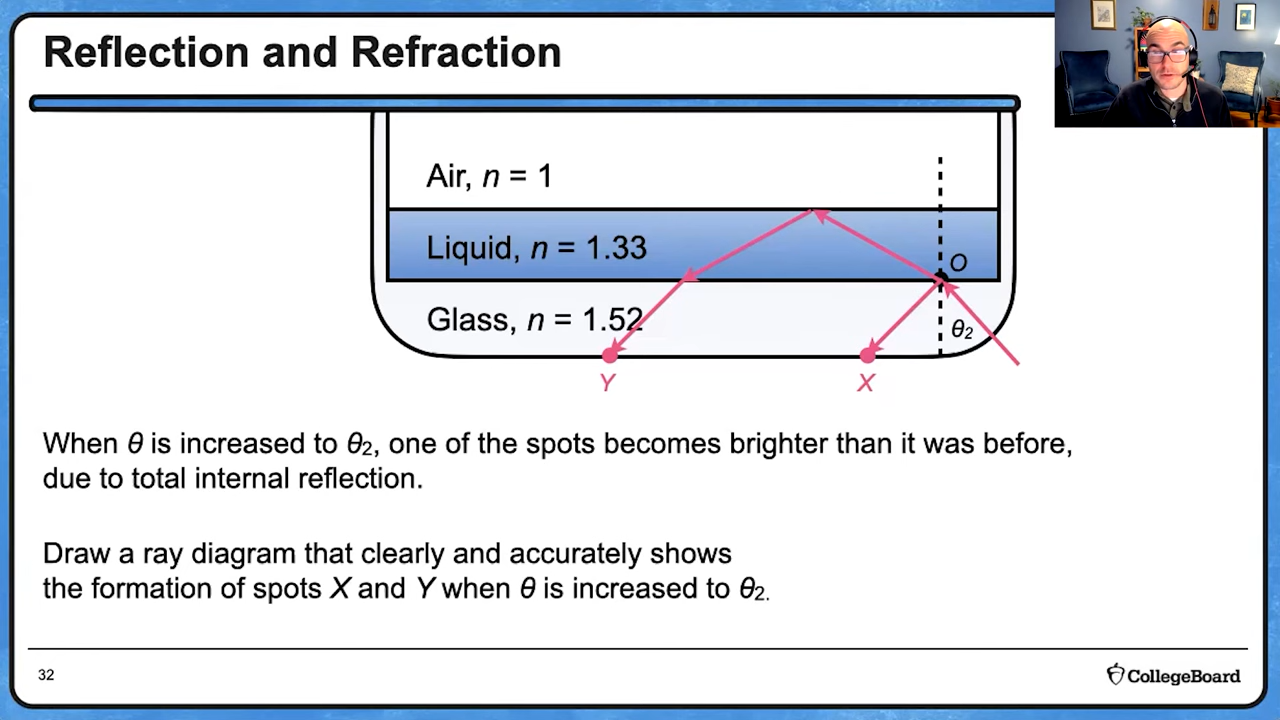 Reflection and Refraction
Air, n = 1
Liquid, n = 1.33
O
Glass, n = 1.52
θ₂
Y
X
When θ is increased to θ₂, one of the spots becomes brighter than it was before,
due to total internal reflection.
Draw a ray diagram that clearly and accurately shows
the formation of spots X and Y when θ is increased to θ₂.
32
CollegeBoard